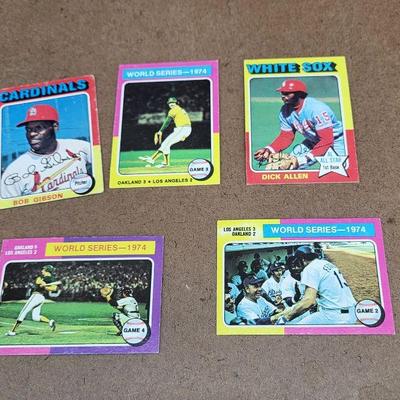 CARDINALS
Cardinals
Pitcher
BOB GIBSON
WORLD SERIES—1974
GAME 3
OAKLAND 3 • LOS ANGELES 2
WHITE SOX
15
ALL STAR
1st Base
DICK ALLEN
OAKLAND 5
LOS ANGELES 2
WORLD SERIES—1974
GAME 4
LOS ANGELES 3
OAKLAND 2
WORLD SERIES—1974
GAME 2